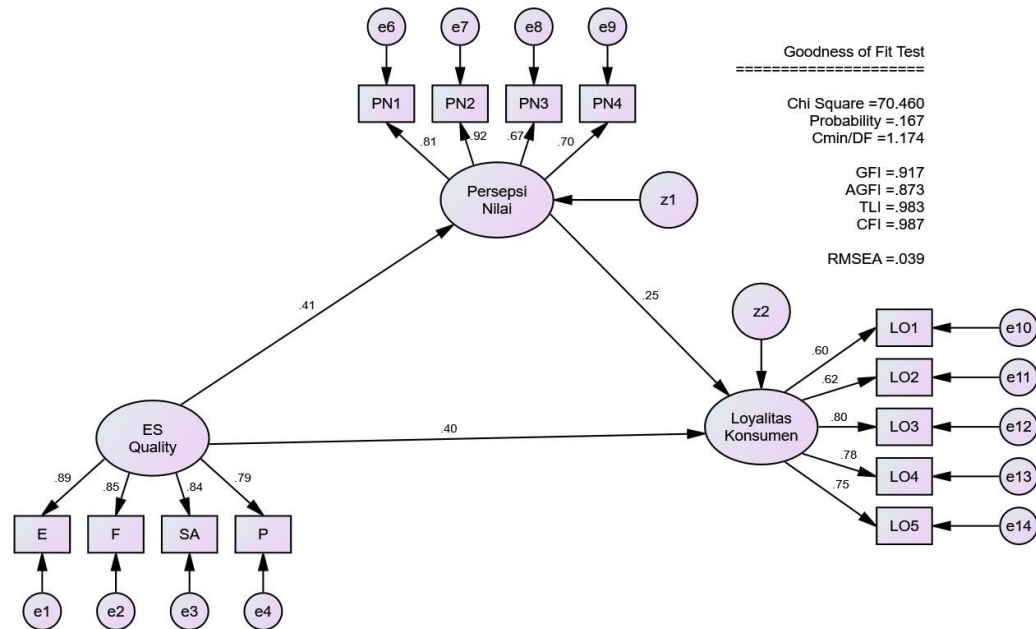 e6
e7
e8
e9
PN1
PN2
PN3
PN4
.81
.92
.67
.70
Persepsi
Nilai
z1
Goodness of Fit Test
=====================
Chi Square =70.460
Probability =.167
Cmin/DF =1.174
GFI =.917
AGFI =.873
TLI =.983
CFI =.987
RMSEA =.039
.41
.25
z2
ES
Quality
.40
Loyalitas
Konsumen
.60
.62
.80
.78
.75
LO1
LO2
LO3
LO4
LO5
e10
e11
e12
e13
e14
.89
.85
.84
.79
E
F
SA
P
e1
e2
e3
e4